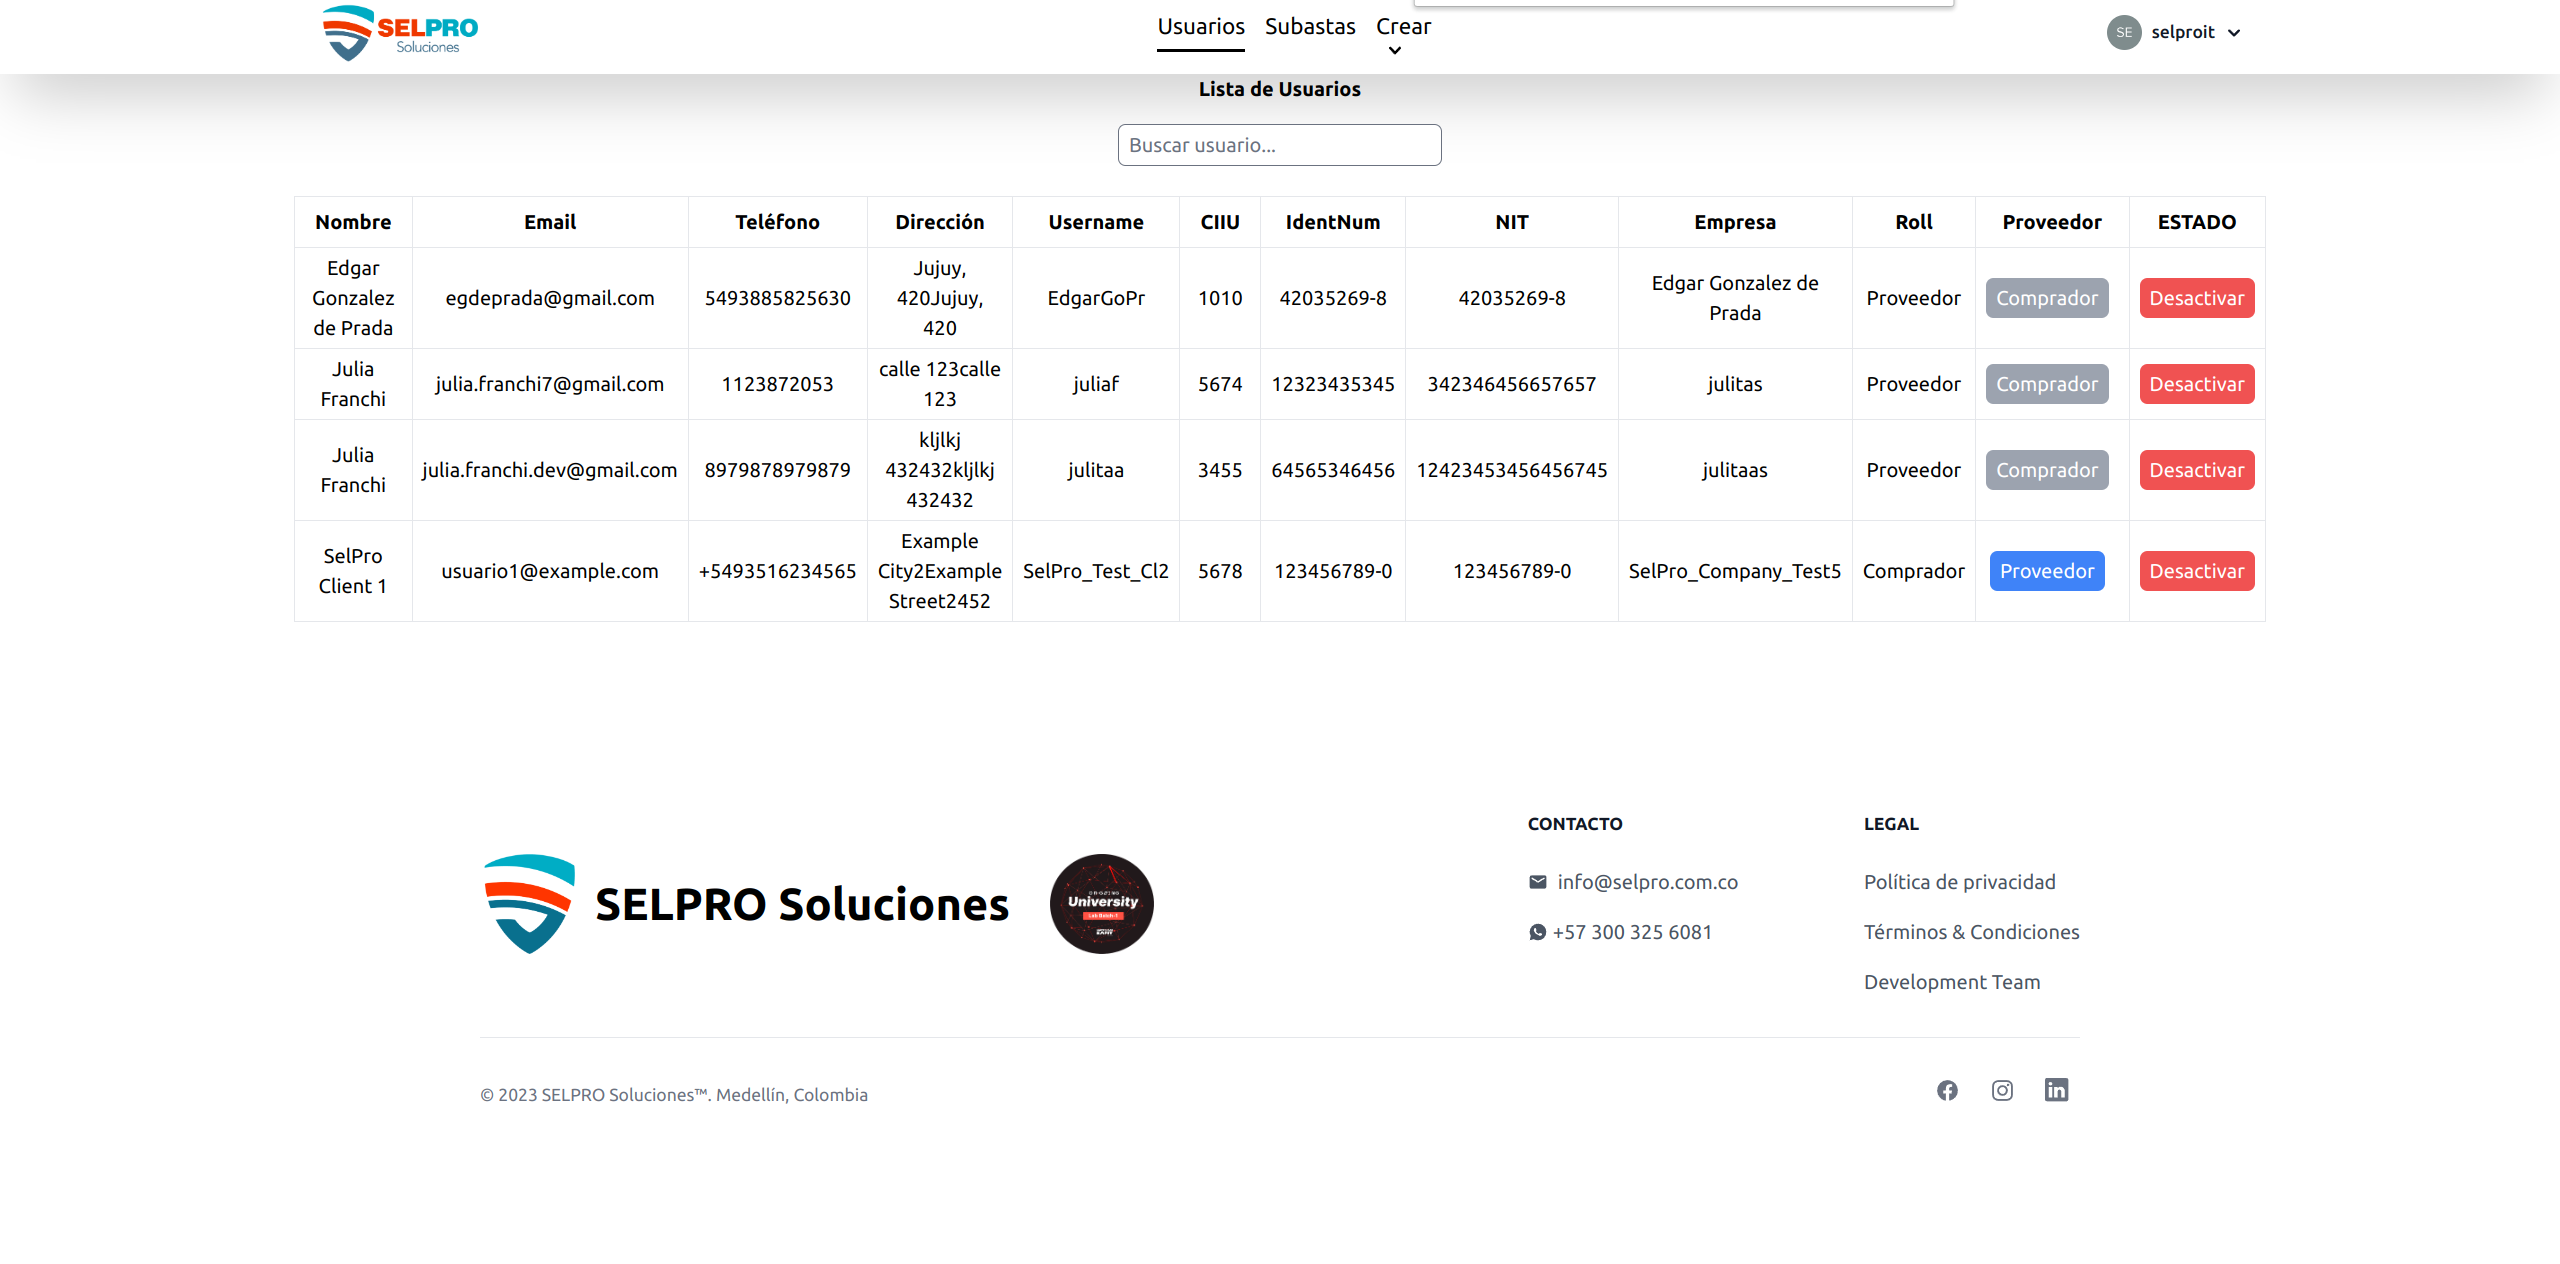 SELPRO
Soluciones
Usuarios
Subastas
Crear
SE
selproit
Lista de Usuarios
Buscar usuario...
Nombre Email Teléfono Dirección Username CIIU IdentNum NIT Empresa Roll Proveedor ESTADO
Edgar
Gonzalez
de Prada
egdeprada@gmail.com
5493885825630
Jujuy,
420Jujuy,
420
EdgarGoPr
1010
42035269-8
42035269-8
Edgar Gonzalez de
Prada
Proveedor
Comprador
Desactivar
Julia
Franchi
julia.franchi7@gmail.com
1123872053
calle 123calle
123
juliaf
5674
12323435345
342346456657657
julitas
Proveedor
Comprador
Desactivar
Julia
Franchi
julia.franchi.dev@gmail.com
8979878979879
kljlkj
432432kljlkj
432432
julitaa
3455
64565346456
12423453456456745
julitaas
Proveedor
Comprador
Desactivar
SelPro
Client 1
usuario1@example.com
+5493516234565
Example
City2Example
Street2452
SelPro_Test_Cl2
5678
123456789-0
123456789-0
SelPro_Company_Test5
Comprador
Proveedor
Desactivar
SELPRO Soluciones
University
CONTACTO
info@selpro.com.co
+57 300 325 6081
LEGAL
Política de privacidad
Términos & Condiciones
Development Team
© 2023 SELPRO Soluciones™. Medellín, Colombia